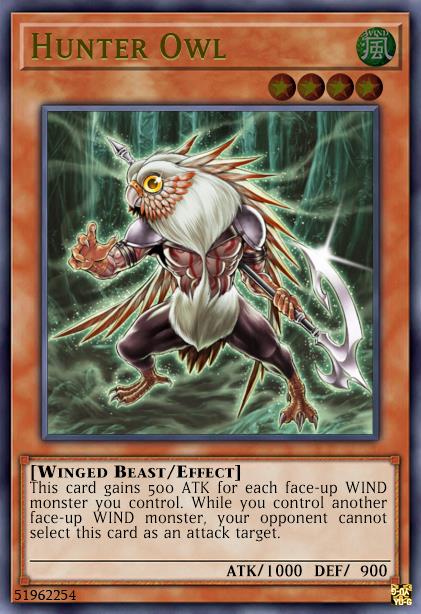 Hunter Owl
WIND
風
[Winged Beast/Effect]
This card gains 500 ATK for each face-up WIND
monster you control. While you control another
face-up WIND monster, your opponent cannot
select this card as an attack target.
ATK/1000 DEF/ 900
51962254